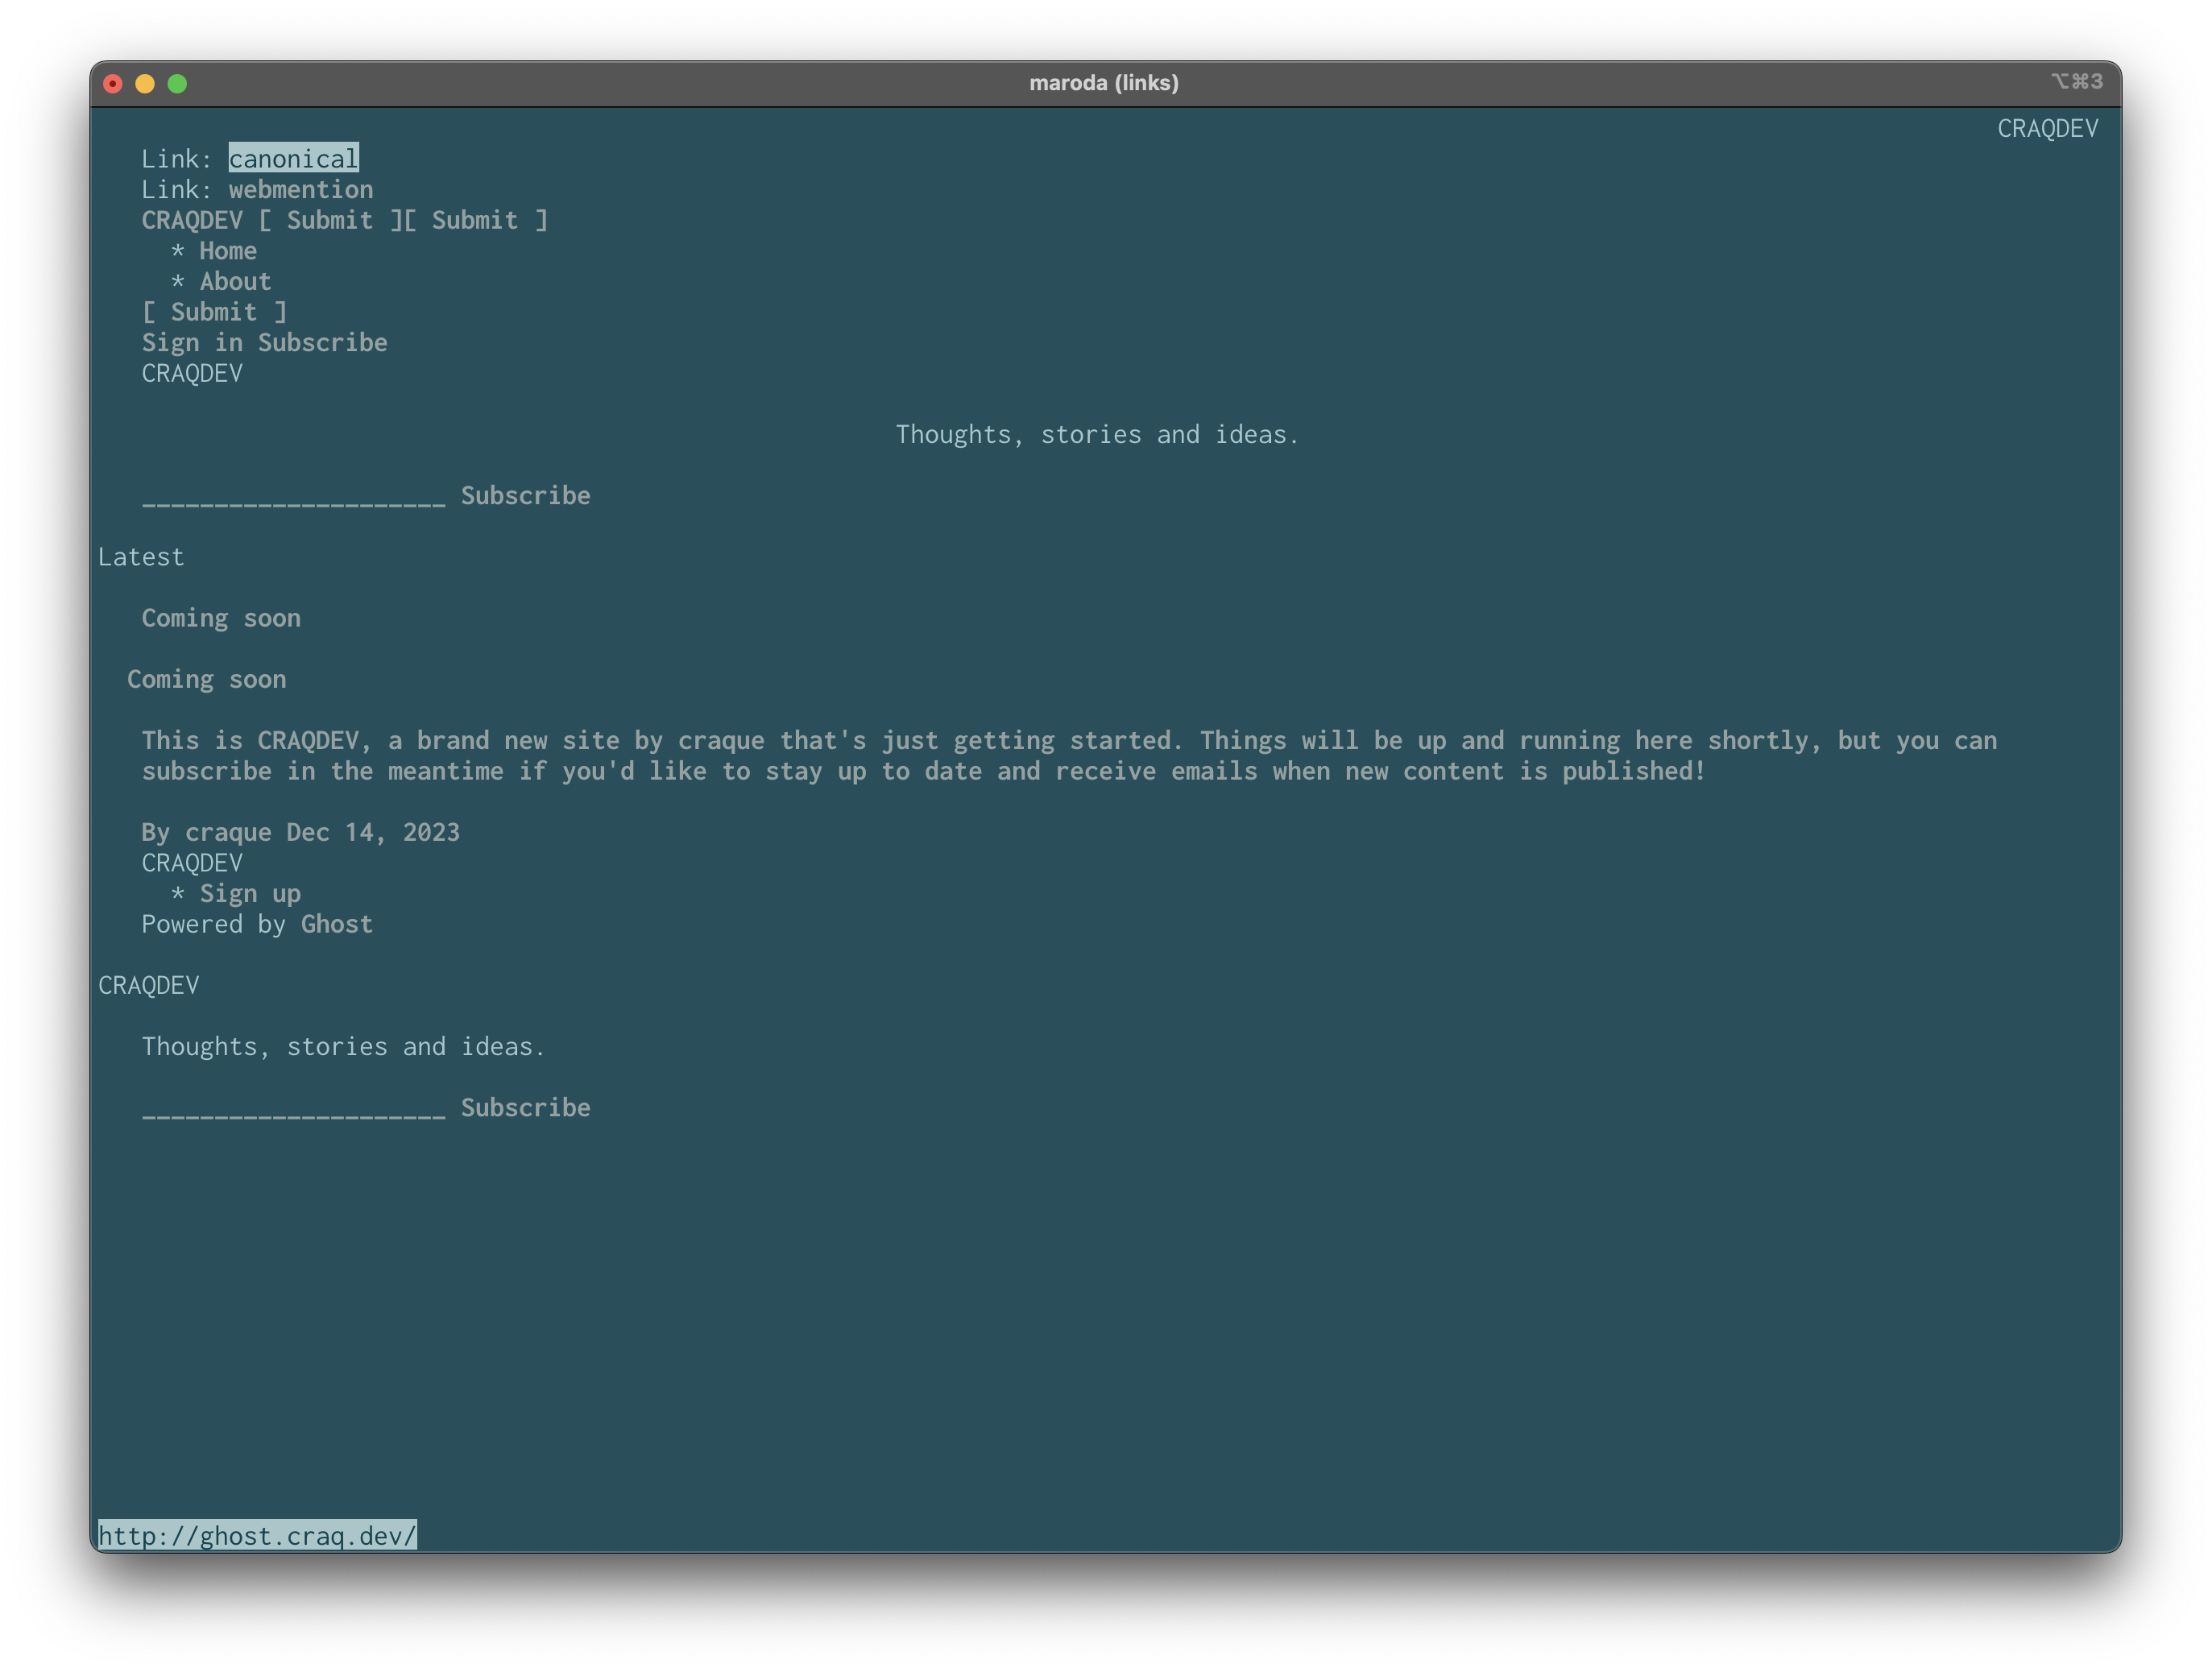 maroda (links)
⌥⌘3
CRAQDEV
Link: canonical
Link: webmention
CRAQDEV [ Submit ][ Submit ]
* Home
* About
[ Submit ]
Sign in Subscribe
CRAQDEV
Thoughts, stories and ideas.
_____________________ Subscribe
Latest
Coming soon
Coming soon
This is CRAQDEV, a brand new site by craque that's just getting started. Things will be up and running here shortly, but you can
subscribe in the meantime if you'd like to stay up to date and receive emails when new content is published!
By craque Dec 14, 2023
CRAQDEV
* Sign up
Powered by Ghost
CRAQDEV
Thoughts, stories and ideas.
_____________________ Subscribe
http://ghost.craq.dev/